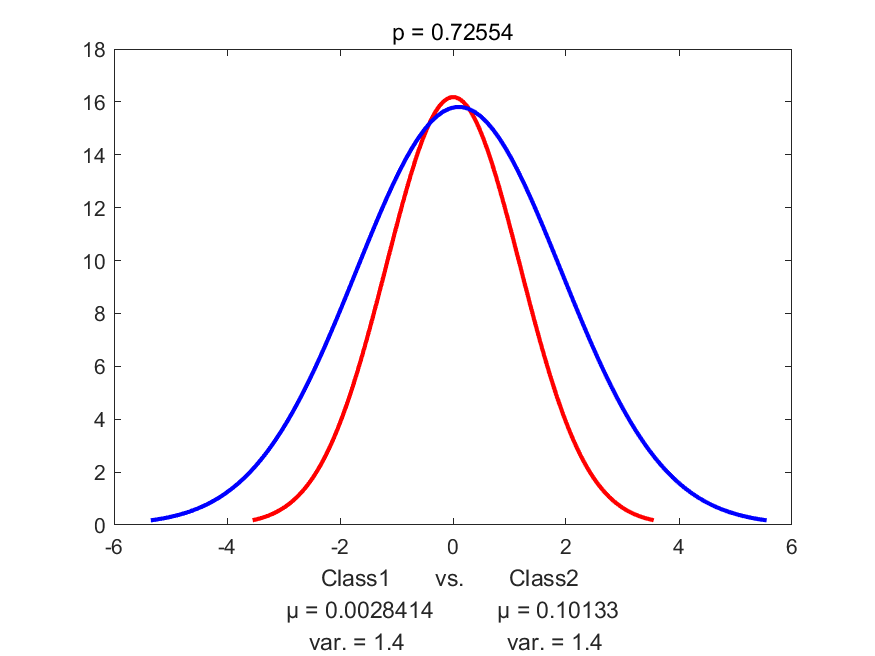 p = 0.72554
18
16
14
12
10
8
6
4
2
0
-6 -4 -2 0 2 4 6
Class1 vs. Class2
μ = 0.0028414 μ = 0.10133
var. = 1.4 var. = 1.4